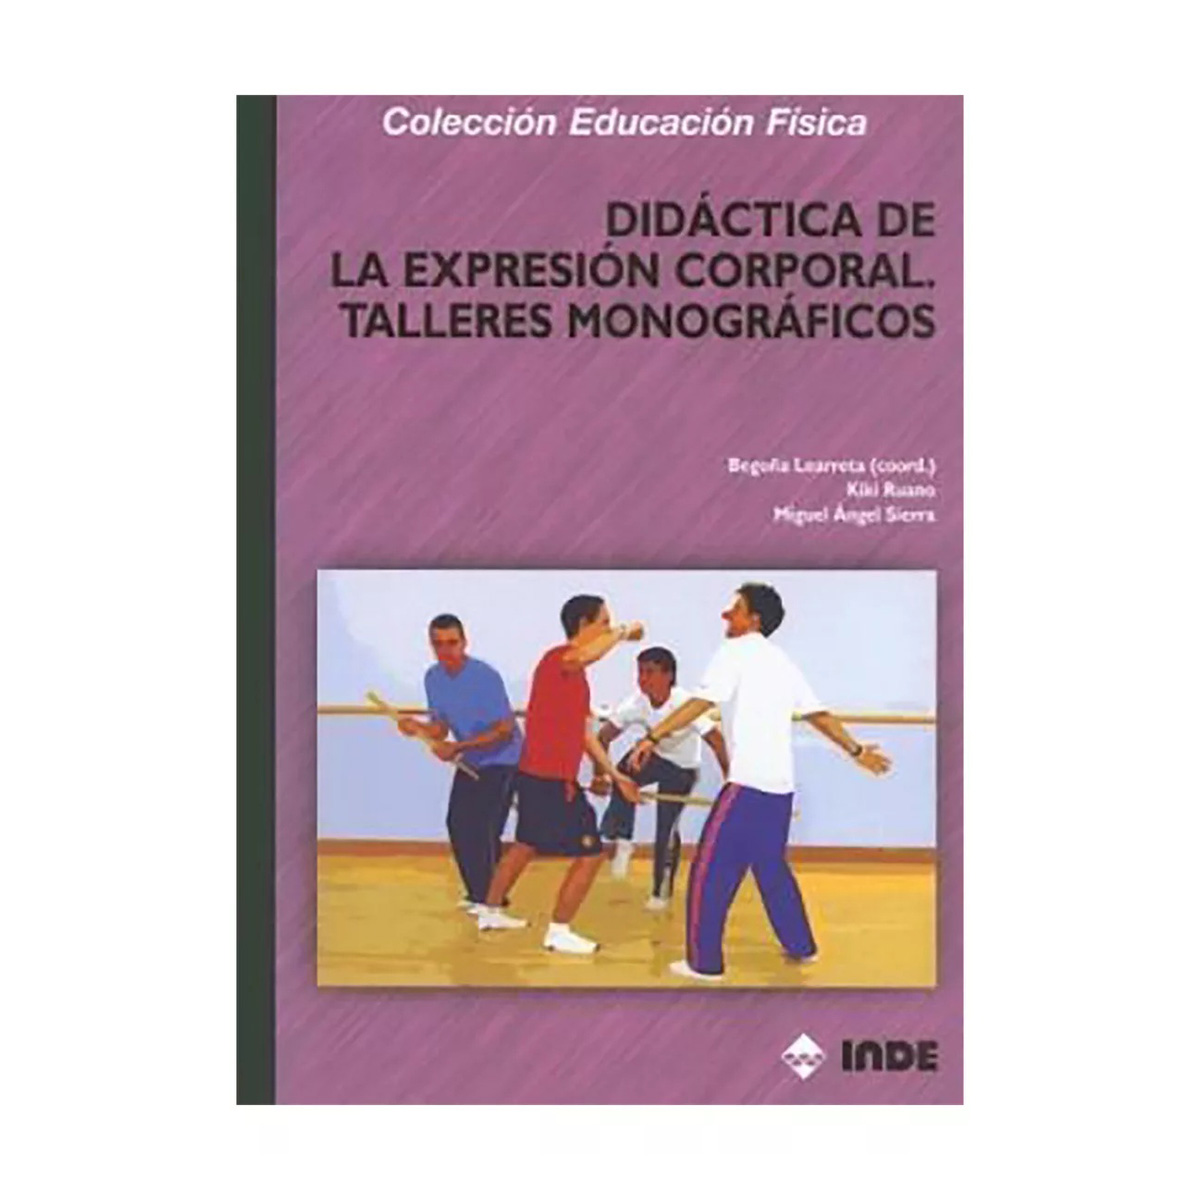 Colección Educación Física
DIDÁCTICA DE
LA EXPRESIÓN CORPORAL.
TALLERES MONOGRÁFICOS
Begoña Learreta (coord.)
Kiki Ruano
Miguel Ángel Sierra
INDE